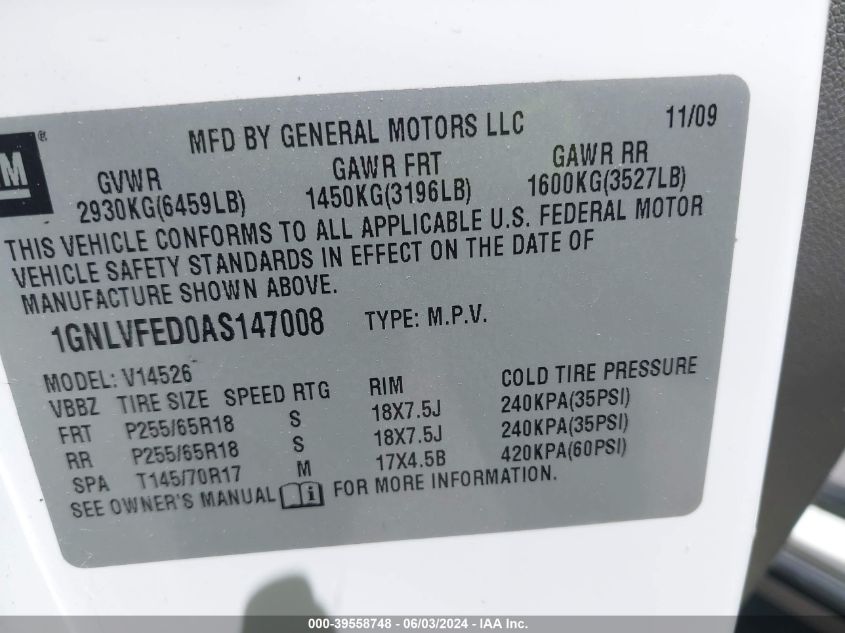 GM ®
MFD BY GENERAL MOTORS LLC 11/09
GVWR GAWR FRT GAWR RR
2930KG(6459LB) 1450KG(3196LB) 1600KG(3527LB)
THIS VEHICLE CONFORMS TO ALL APPLICABLE U.S. FEDERAL MOTOR
VEHICLE SAFETY STANDARDS IN EFFECT ON THE DATE OF
MANUFACTURE SHOWN ABOVE.
1GNLVFED0AS147008 TYPE: M.P.V.
MODEL: V14526
VBBZ TIRE SIZE SPEED RTG RIM COLD TIRE PRESSURE
FRT P255/65R18 S 18X7.5J 240KPA(35PSI)
RR P255/65R18 S 18X7.5J 240KPA(35PSI)
SPA T145/70R17 M 17X4.5B 420KPA(60PSI)
SEE OWNER'S MANUAL i FOR MORE INFORMATION.
000-39558748 - 06/03/2024 - IAA Inc.